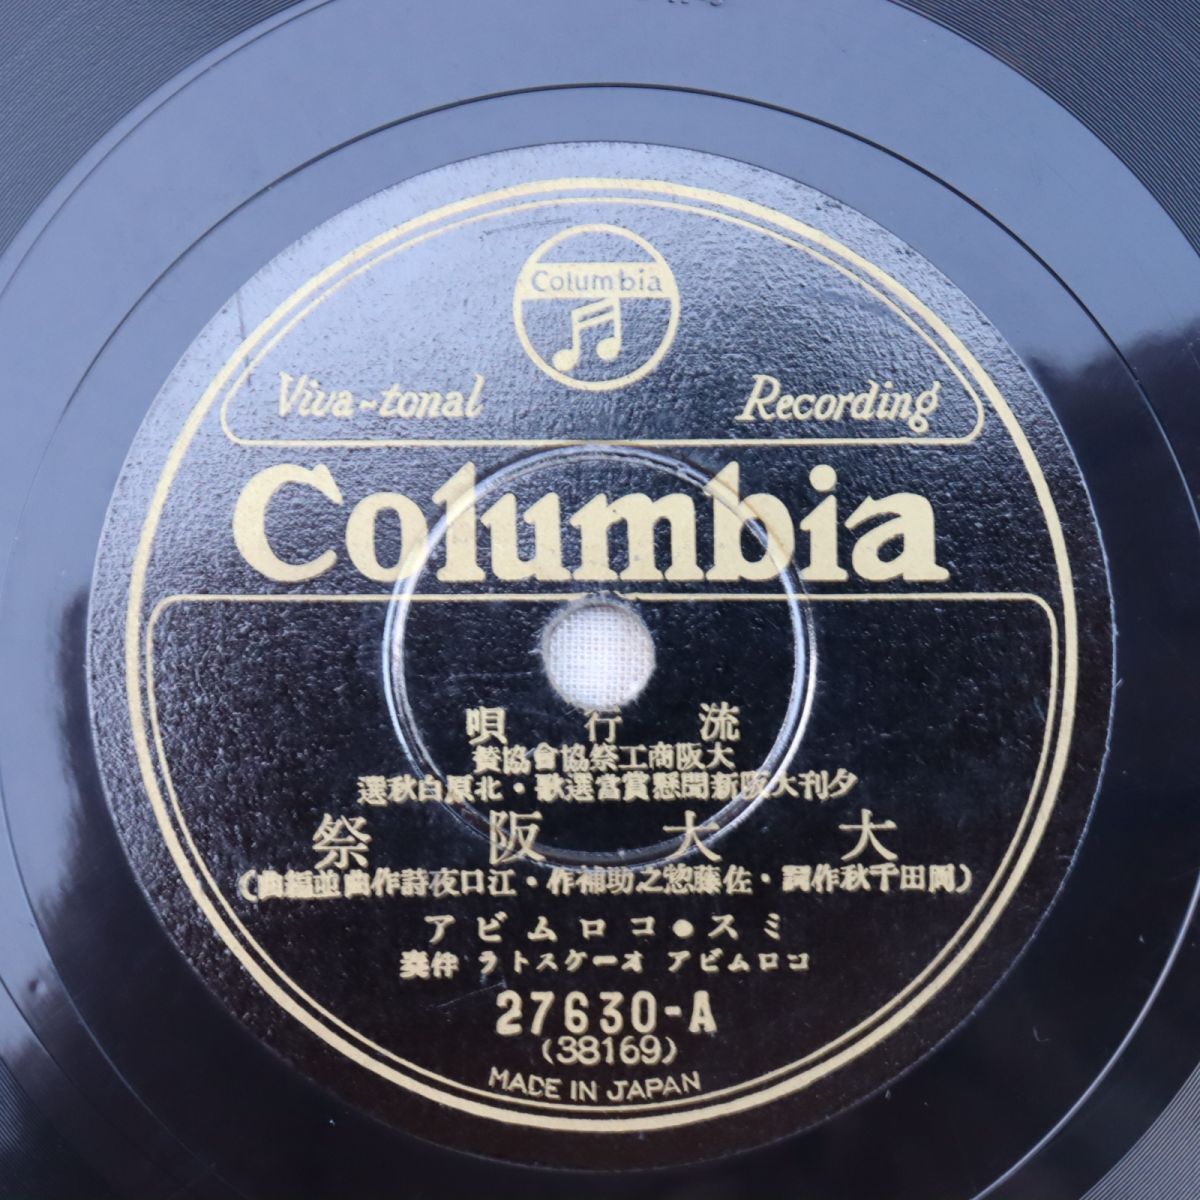 Columbia
Viva-tonal Recording
Columbia
流行唄
大阪商工祭協會協賛
夕刊大阪新聞懸賞當選歌・北原白秋選
大大阪祭
(岡田千秋作詞・佐藤惣之助補作・江口夜詩作曲並編曲)
ミス・コロムビア
コロムビア オーケストラ 伴奏
27630-A
(38169)
MADE IN JAPAN